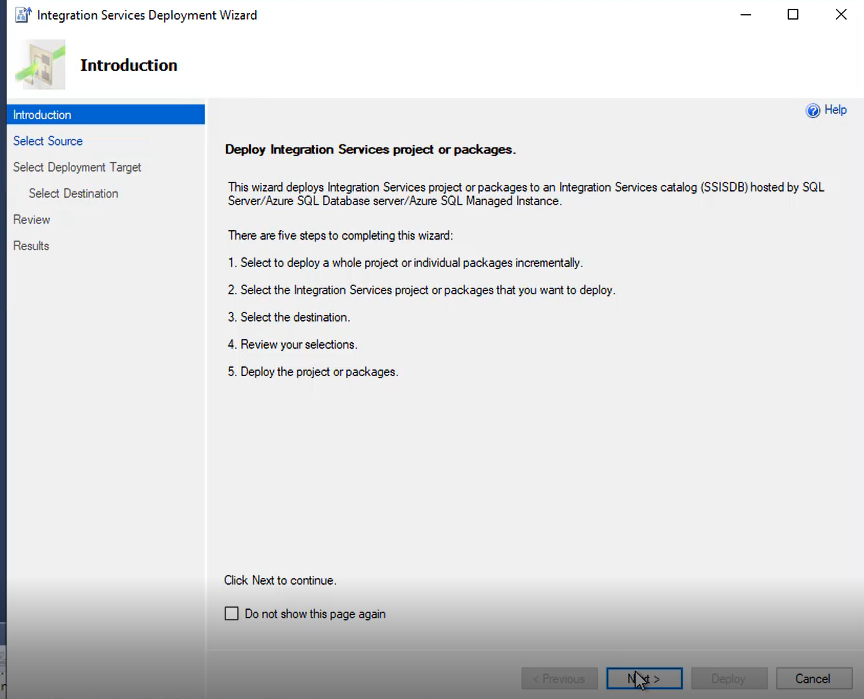 Integration Services Deployment Wizard
Introduction
Introduction
Select Source
Select Deployment Target
Select Destination
Review
Results
Help
Deploy Integration Services project or packages.
This wizard deploys Integration Services project or packages to an Integration Services catalog (SSISDB) hosted by SQL
Server/Azure SQL Database server/Azure SQL Managed Instance.
There are five steps to completing this wizard:
1. Select to deploy a whole project or individual packages incrementally.
2. Select the Integration Services project or packages that you want to deploy.
3. Select the destination.
4. Review your selections.
5. Deploy the project or packages.
Click Next to continue.
Do not show this page again
< Previous
Next >
Deploy
Cancel